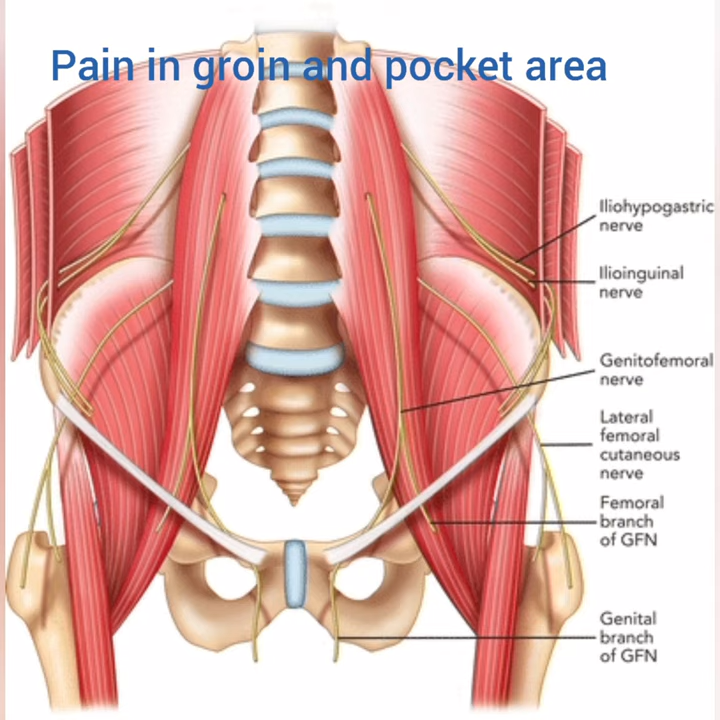 Pain in groin and pocket area
Iliohypogastric
nerve
Ilioinguinal
nerve
Genitofemoral
nerve
Lateral
femoral
cutaneous
nerve
Femoral
branch
of GFN
Genital
branch
of GFN